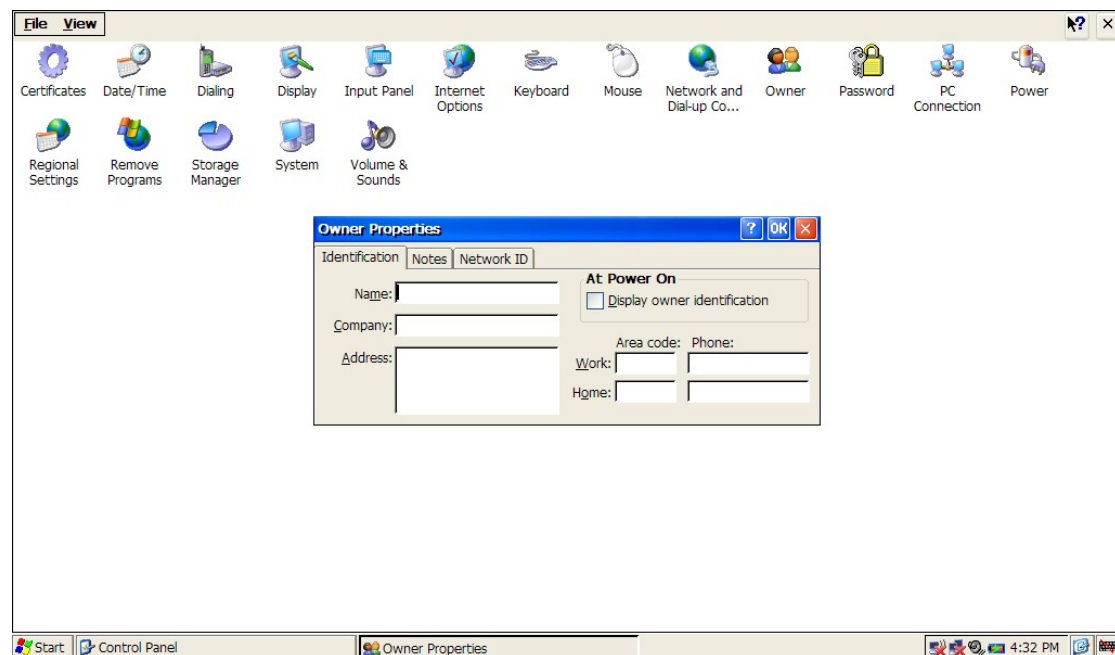 File View
Certificates Date/Time Dialing Display Input Panel Internet Options Keyboard Mouse Network and Dial-up Co... Owner Password PC Connection Power
Regional Settings Remove Programs Storage Manager System Volume & Sounds
Owner Properties ? OK
Identification Notes Network ID
At Power On
Name: Display owner identification
Company:
Area code: Phone:
Address: Work:
Home:
Start Control Panel Owner Properties 4:32 PM